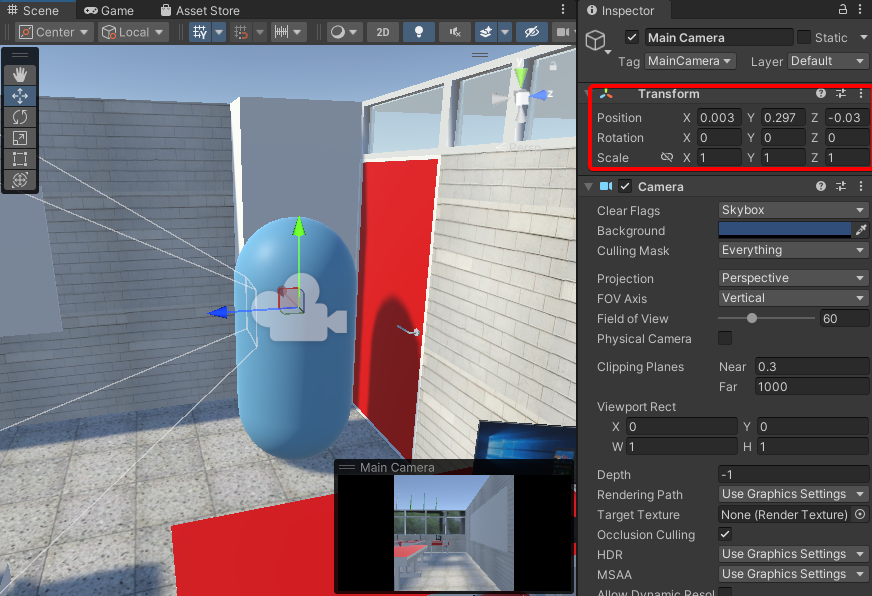 Scene Game Asset Store
Center Local 2D
z
Persp
Main Camera
Inspector
Main Camera Static
Tag MainCamera Layer Default
Transform
Position X 0.003 Y 0.297 Z -0.03
Rotation X 0 Y 0 Z 0
Scale X 1 Y 1 Z 1
Camera
Clear Flags Skybox
Background
Culling Mask Everything
Projection Perspective
FOV Axis Vertical
Field of View 60
Physical Camera
Clipping Planes Near 0.3
Far 1000
Viewport Rect
X 0 Y 0
W 1 H 1
Depth -1
Rendering Path Use Graphics Settings
Target Texture None (Render Texture)
Occlusion Culling
HDR Use Graphics Settings
MSAA Use Graphics Settings
Allow Dynamic Resol